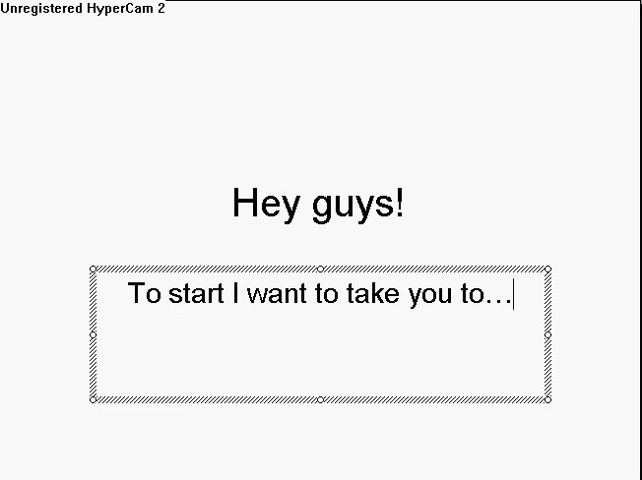 Unregistered HyperCam 2
Hey guys!
To start I want to take you to…